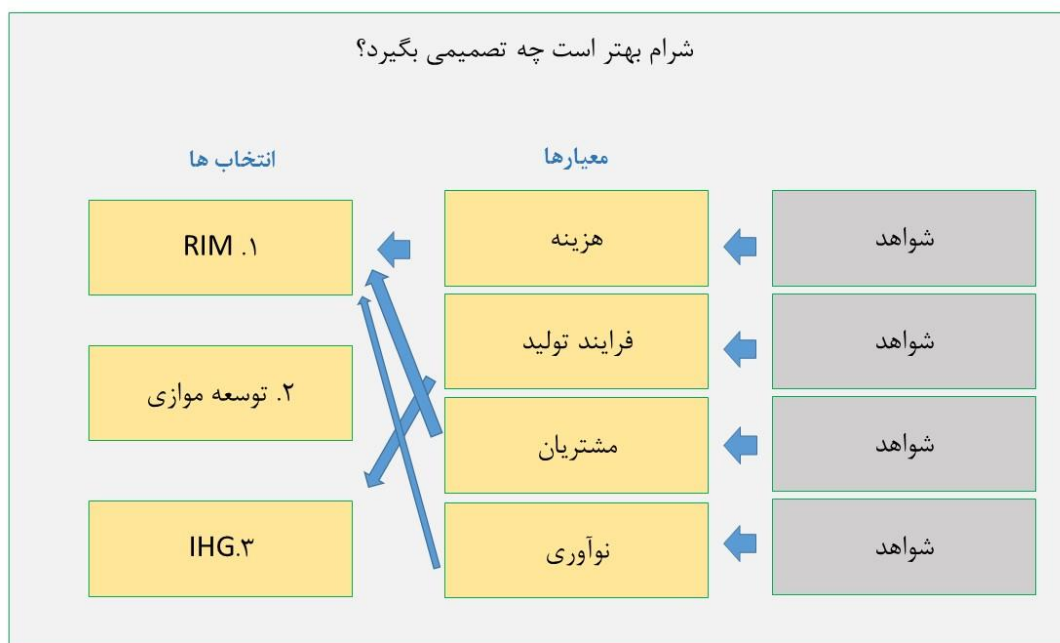 شرام بهتر است چه تصمیمی بگیرد؟
معیارها
انتخاب ها
شواهد
هزینه
۱. RIM
شواهد
فرایند تولید
۲. توسعه موازی
شواهد
مشتریان
شواهد
نوآوری
۳.IHG